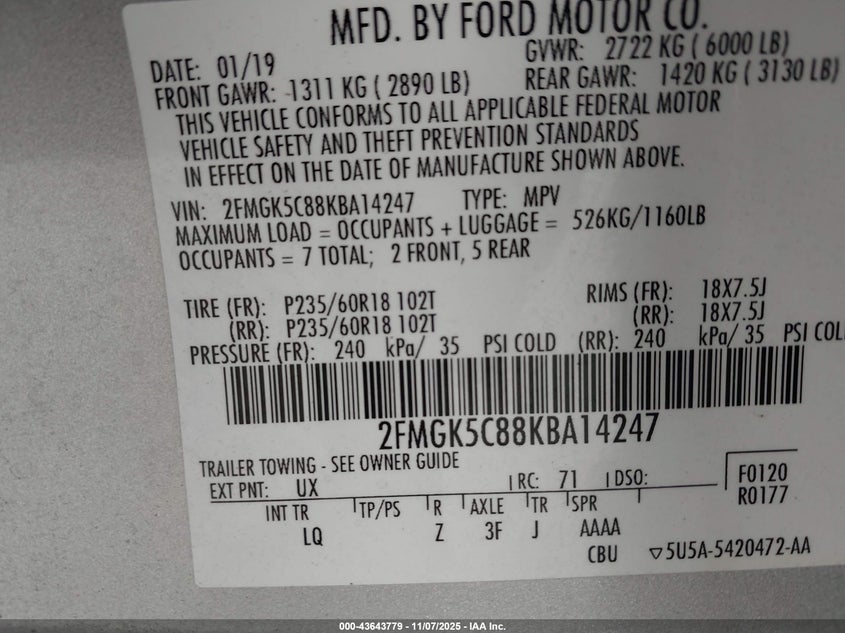 MFD. BY FORD MOTOR CO.
DATE: 01/19 GVWR: 2722 KG ( 6000 LB)
FRONT GAWR: 1311 KG ( 2890 LB) REAR GAWR: 1420 KG ( 3130 LB)
THIS VEHICLE CONFORMS TO ALL APPLICABLE FEDERAL MOTOR
VEHICLE SAFETY AND THEFT PREVENTION STANDARDS
IN EFFECT ON THE DATE OF MANUFACTURE SHOWN ABOVE.
VIN: 2FMGK5C88KBA14247 TYPE: MPV
MAXIMUM LOAD = OCCUPANTS + LUGGAGE = 526KG/1160LB
OCCUPANTS = 7 TOTAL; 2 FRONT, 5 REAR
TIRE (FR): P235/60R18 102T RIMS (FR): 18X7.5J
(RR): P235/60R18 102T (RR): 18X7.5J
PRESSURE (FR): 240 kPa/ 35 PSI COLD (RR): 240 kPa/ 35 PSI COL
2FMGK5C88KBA14247
TRAILER TOWING - SEE OWNER GUIDE
EXT PNT: UX RC: 71 DSO: F0120
R0177
INT TR TP/PS R AXLE TR SPR
LQ Z 3F J AAAA
CBU ▽5U5A-5420472-AA
000-43643779 - 11/07/2025 - IAA Inc.